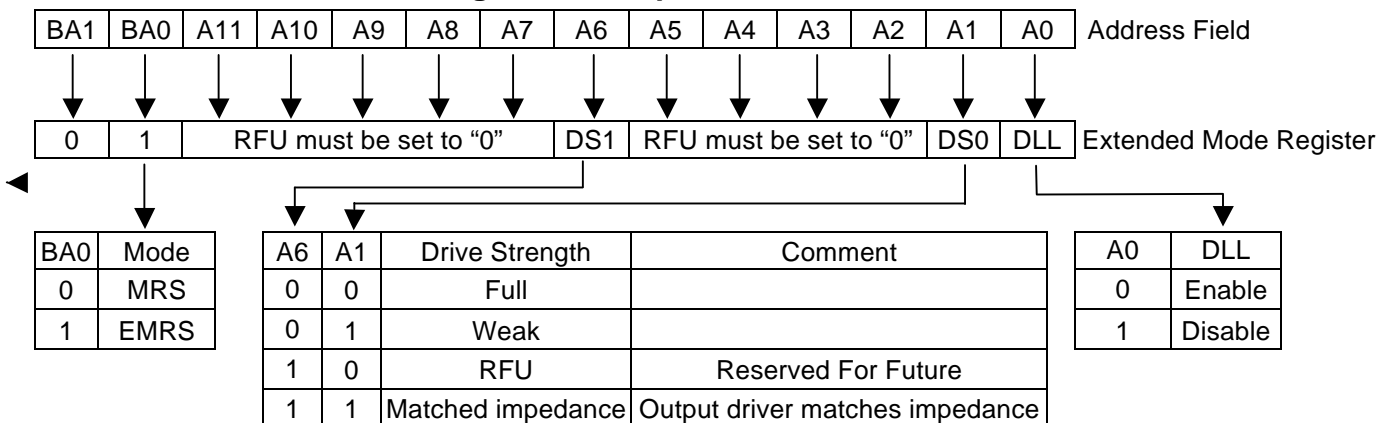 BA1 BA0 A11 A10 A9 A8 A7 A6 A5 A4 A3 A2 A1 A0 Address Field
0 1 RFU must be set to “0” DS1 RFU must be set to “0” DS0 DLL Extended Mode Register
BA0 Mode
0 MRS
1 EMRS
A6 A1 Drive Strength Comment
0 0 Full
0 1 Weak
1 0 RFU Reserved For Future
1 1 Matched impedance Output driver matches impedance
A0 DLL
0 Enable
1 Disable